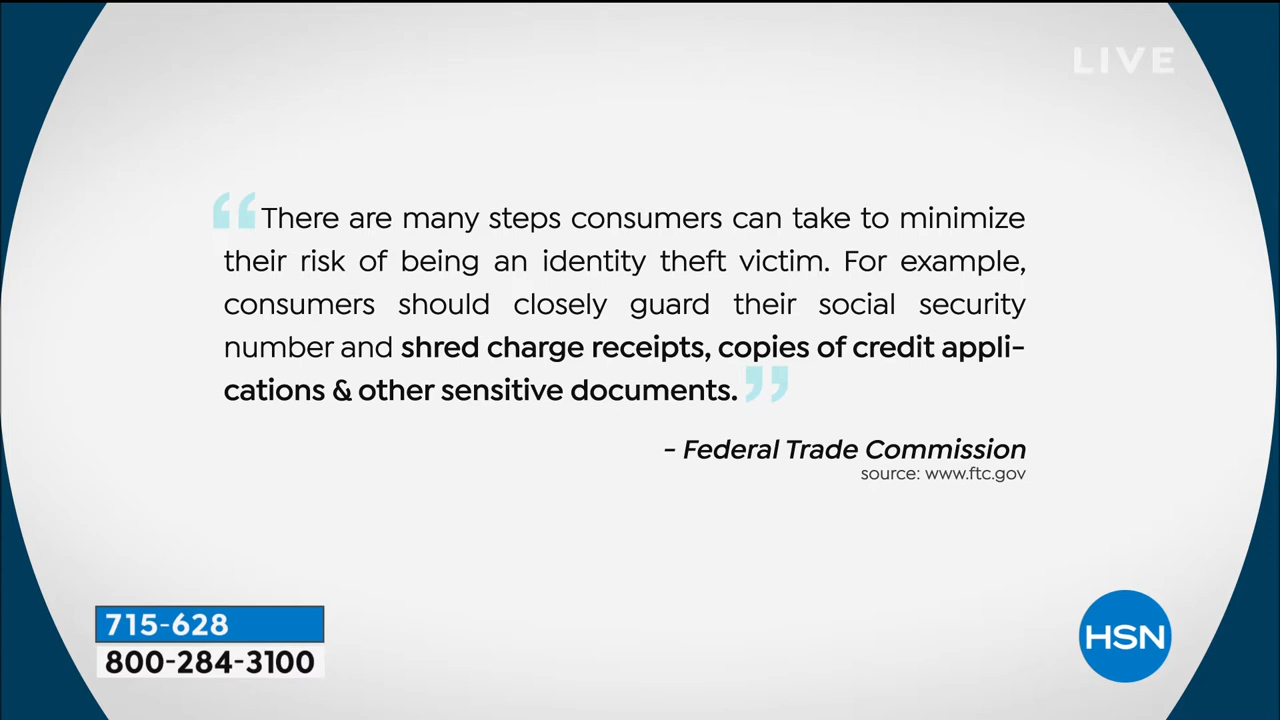 LIVE
“There are many steps consumers can take to minimize
their risk of being an identity theft victim. For example,
consumers should closely guard their social security
number and shred charge receipts, copies of credit appli-
cations & other sensitive documents.”
- Federal Trade Commission
source: www.ftc.gov
715-628
800-284-3100
HSN